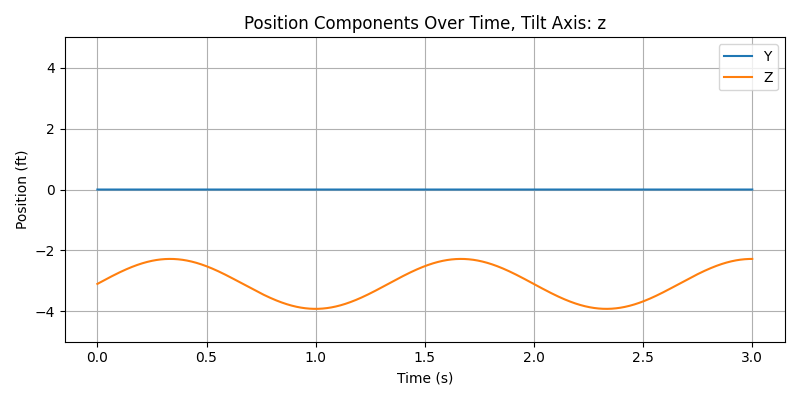 Position Components Over Time, Tilt Axis: z
Y
Z
Position (ft)
4
2
0
−2
−4
0.0
0.5
1.0
1.5
2.0
2.5
3.0
Time (s)